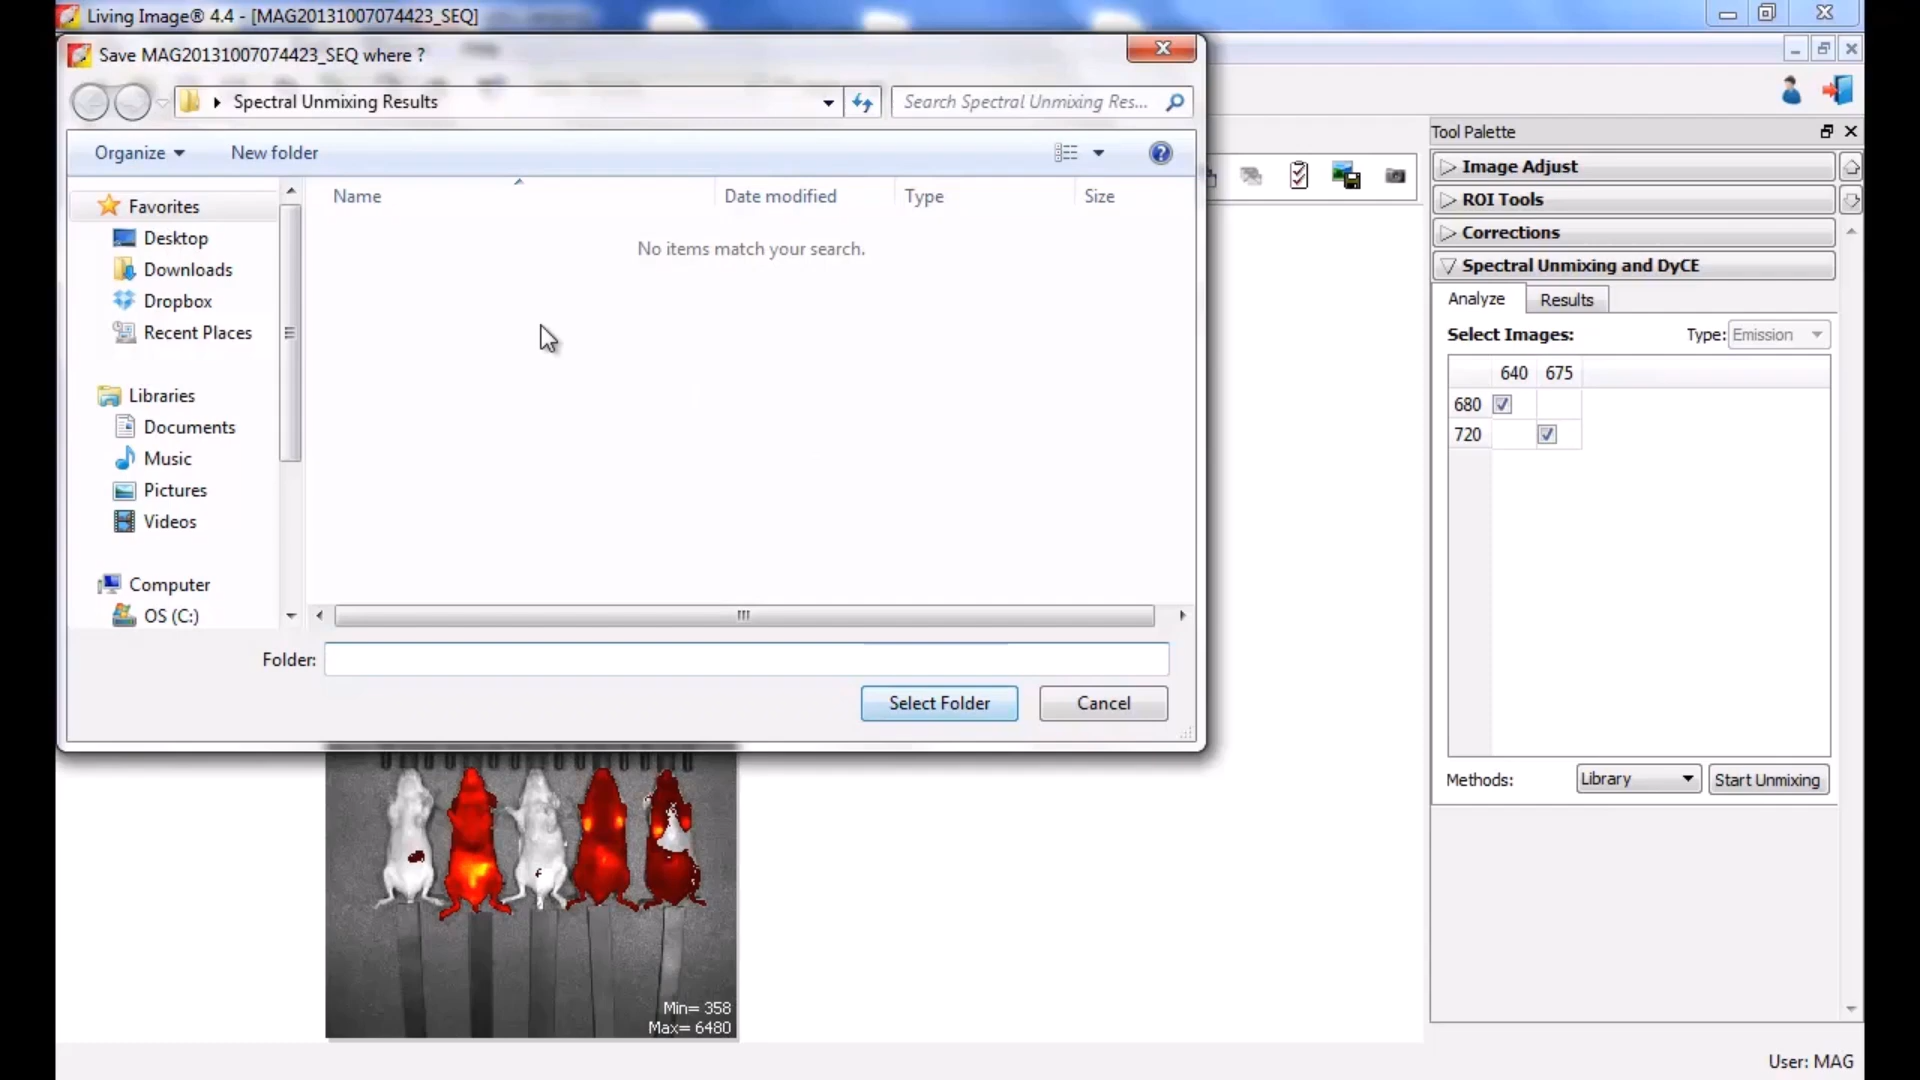 Living Image® 4.4 - [MAG20131007074423_SEQ]
Save MAG20131007074423_SEQ where ?
Spectral Unmixing Results
Search Spectral Unmixing Res...
Organize
New folder
Name
Date modified
Type
Size
No items match your search.
Favorites
Desktop
Downloads
Dropbox
Recent Places
Libraries
Documents
Music
Pictures
Videos
Computer
OS (C:)
Folder:
Select Folder
Cancel
Tool Palette
Image Adjust
ROI Tools
Corrections
Spectral Unmixing and DyCE
Analyze
Results
Select Images:
Type: Emission
640 675
680
720
Methods:
Library
Start Unmixing
Min= 358
Max= 6480
User: MAG